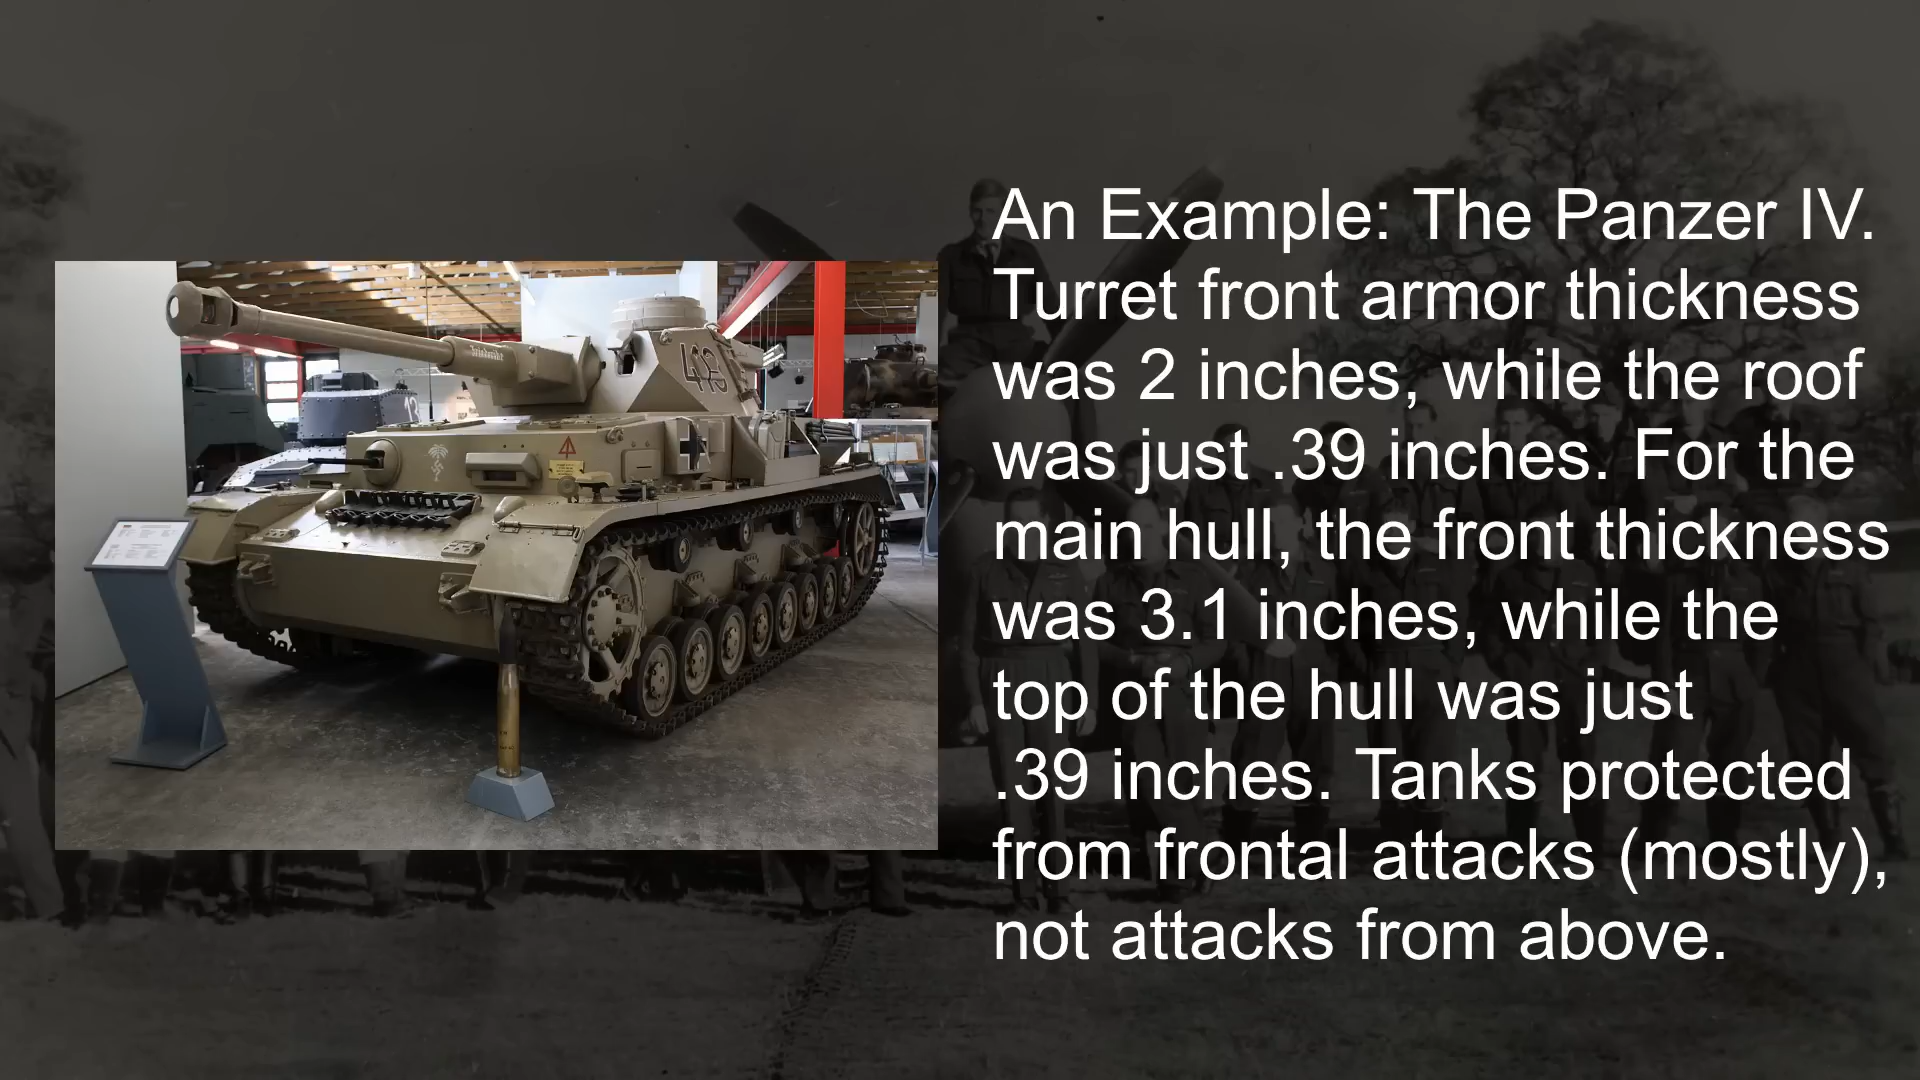 An Example: The Panzer IV.
Turret front armor thickness
was 2 inches, while the roof
was just .39 inches. For the
main hull, the front thickness
was 3.1 inches, while the
top of the hull was just
.39 inches. Tanks protected
from frontal attacks (mostly),
not attacks from above.